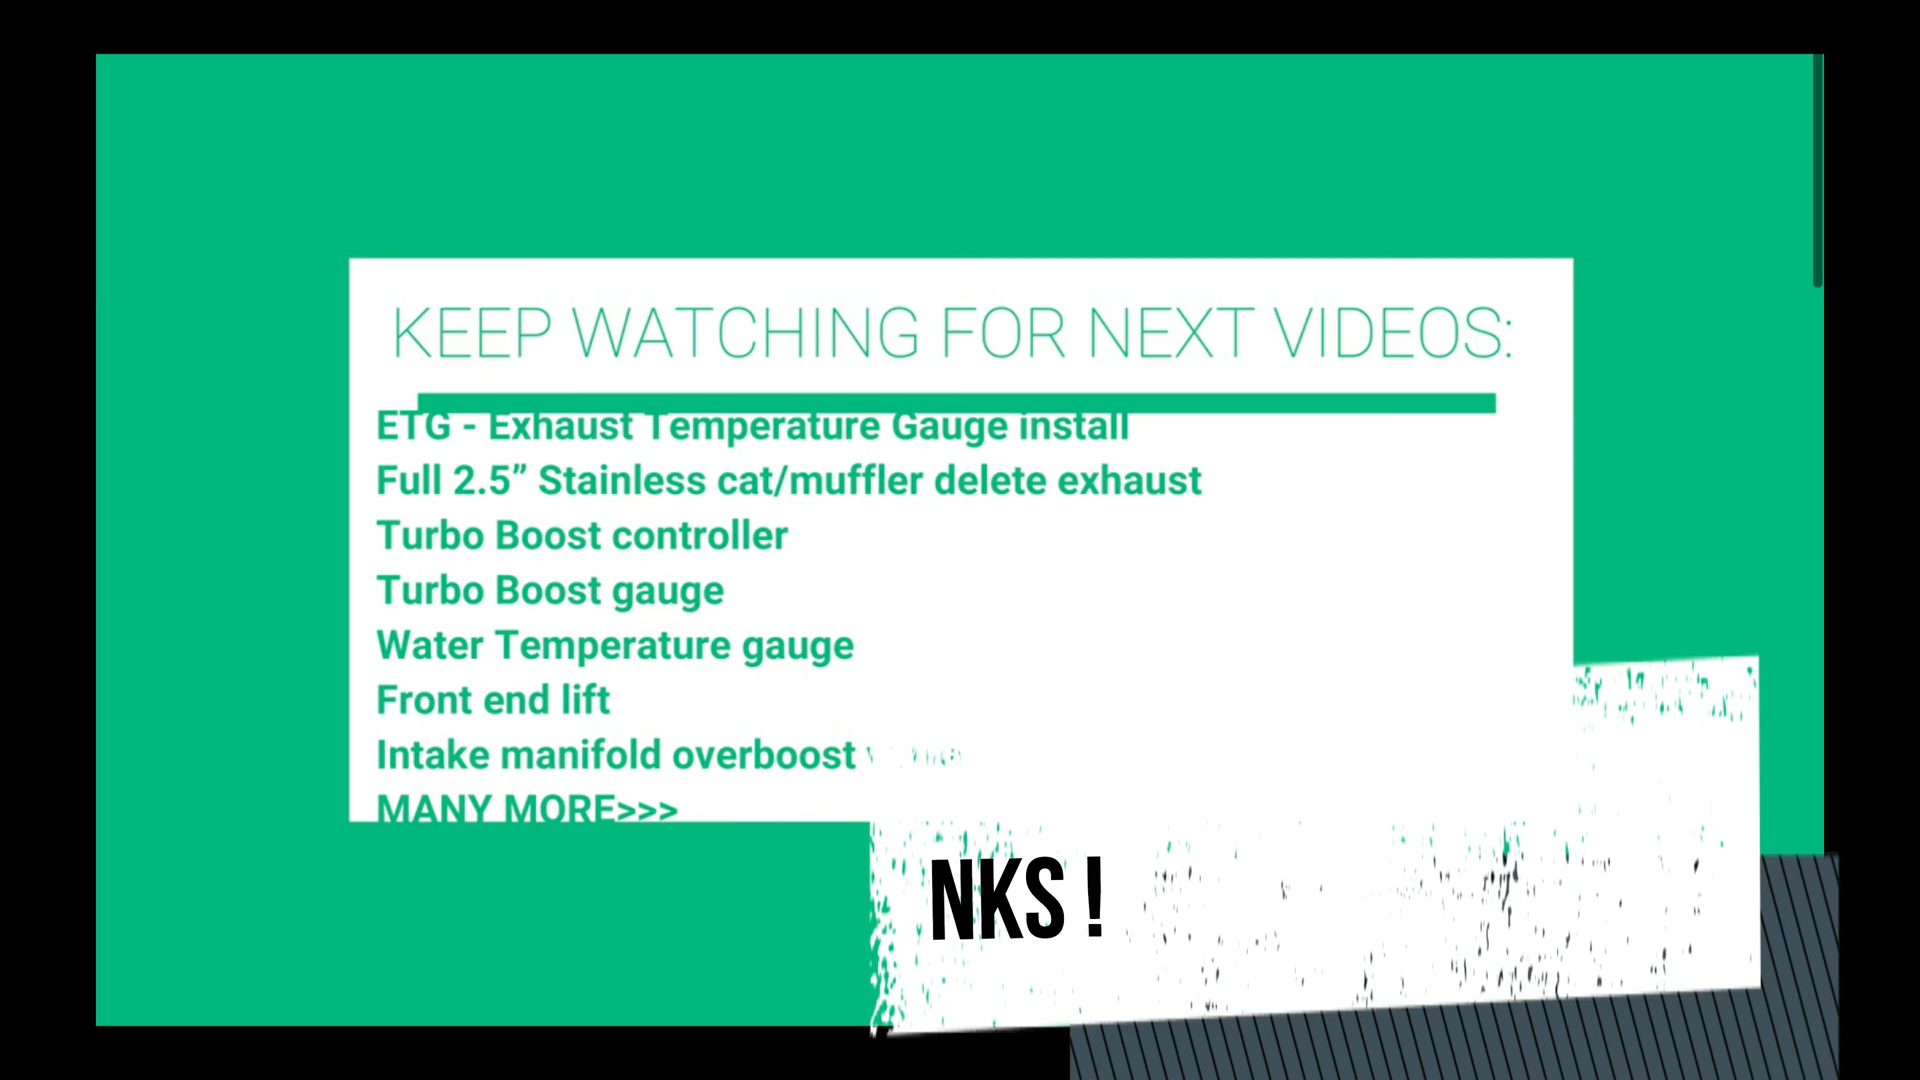 KEEP WATCHING FOR NEXT VIDEOS:
ETG - Exhaust Temperature Gauge install
Full 2.5” Stainless cat/muffler delete exhaust
Turbo Boost controller
Turbo Boost gauge
Water Temperature gauge
Front end lift
Intake manifold overboost
MANY MORE>>>
NKS !